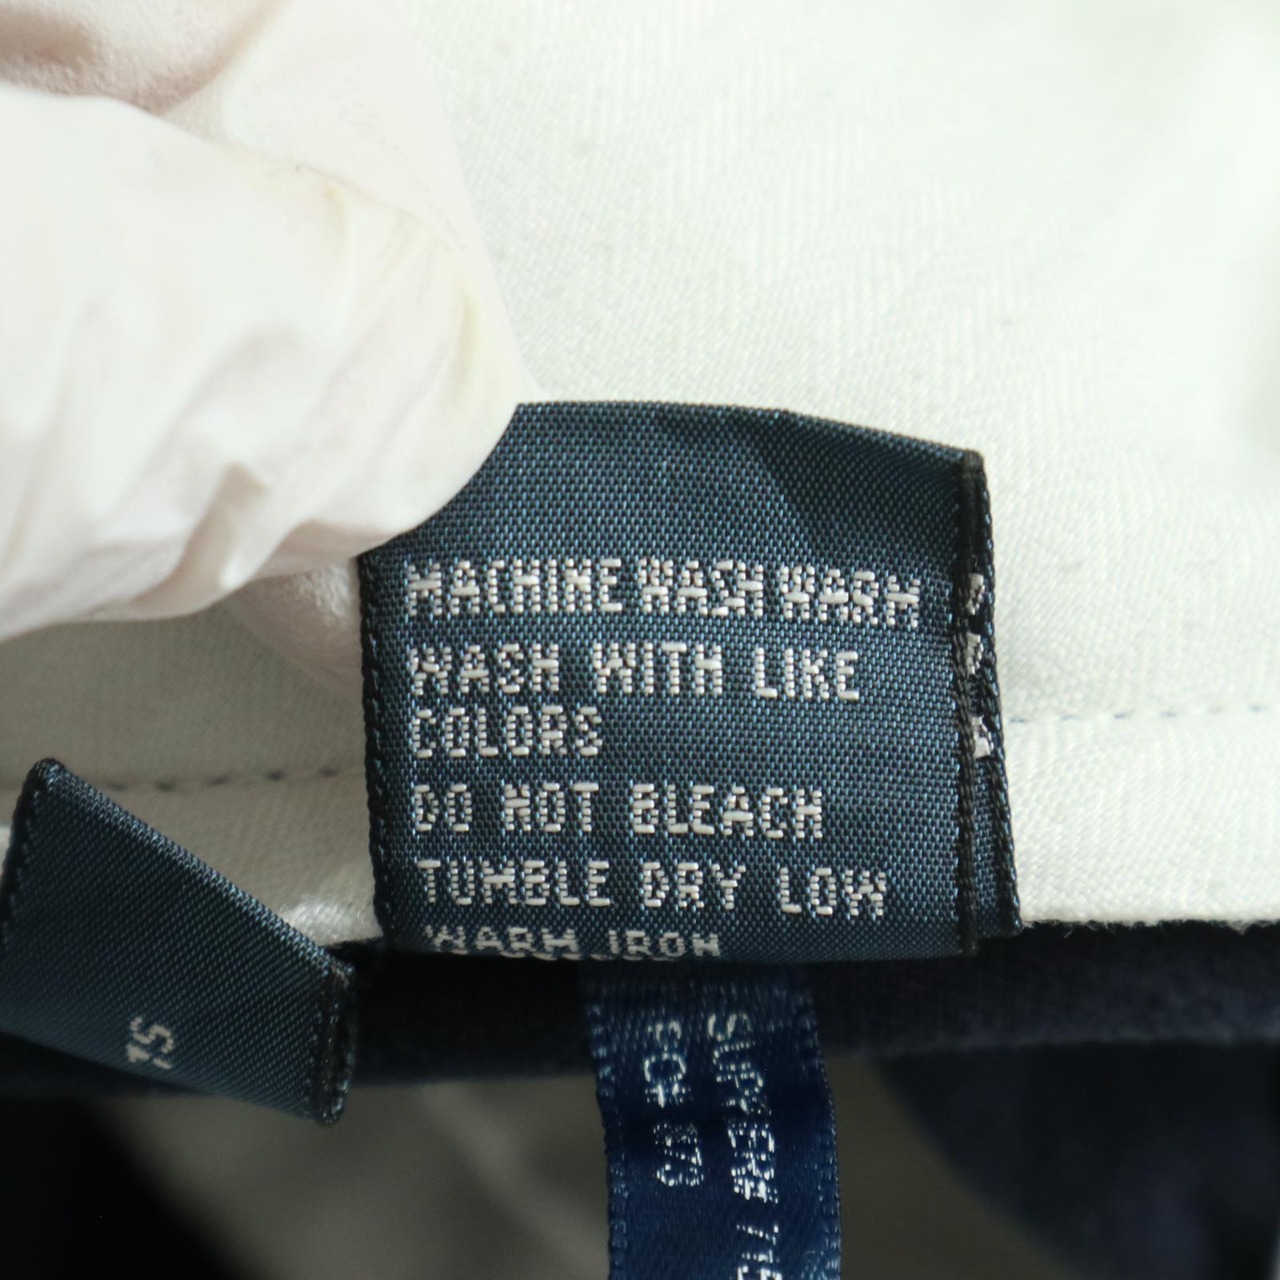 MACHINE WASH WARM
WASH WITH LIKE
COLORS
DO NOT BLEACH
TUMBLE DRY LOW
WARM IRON